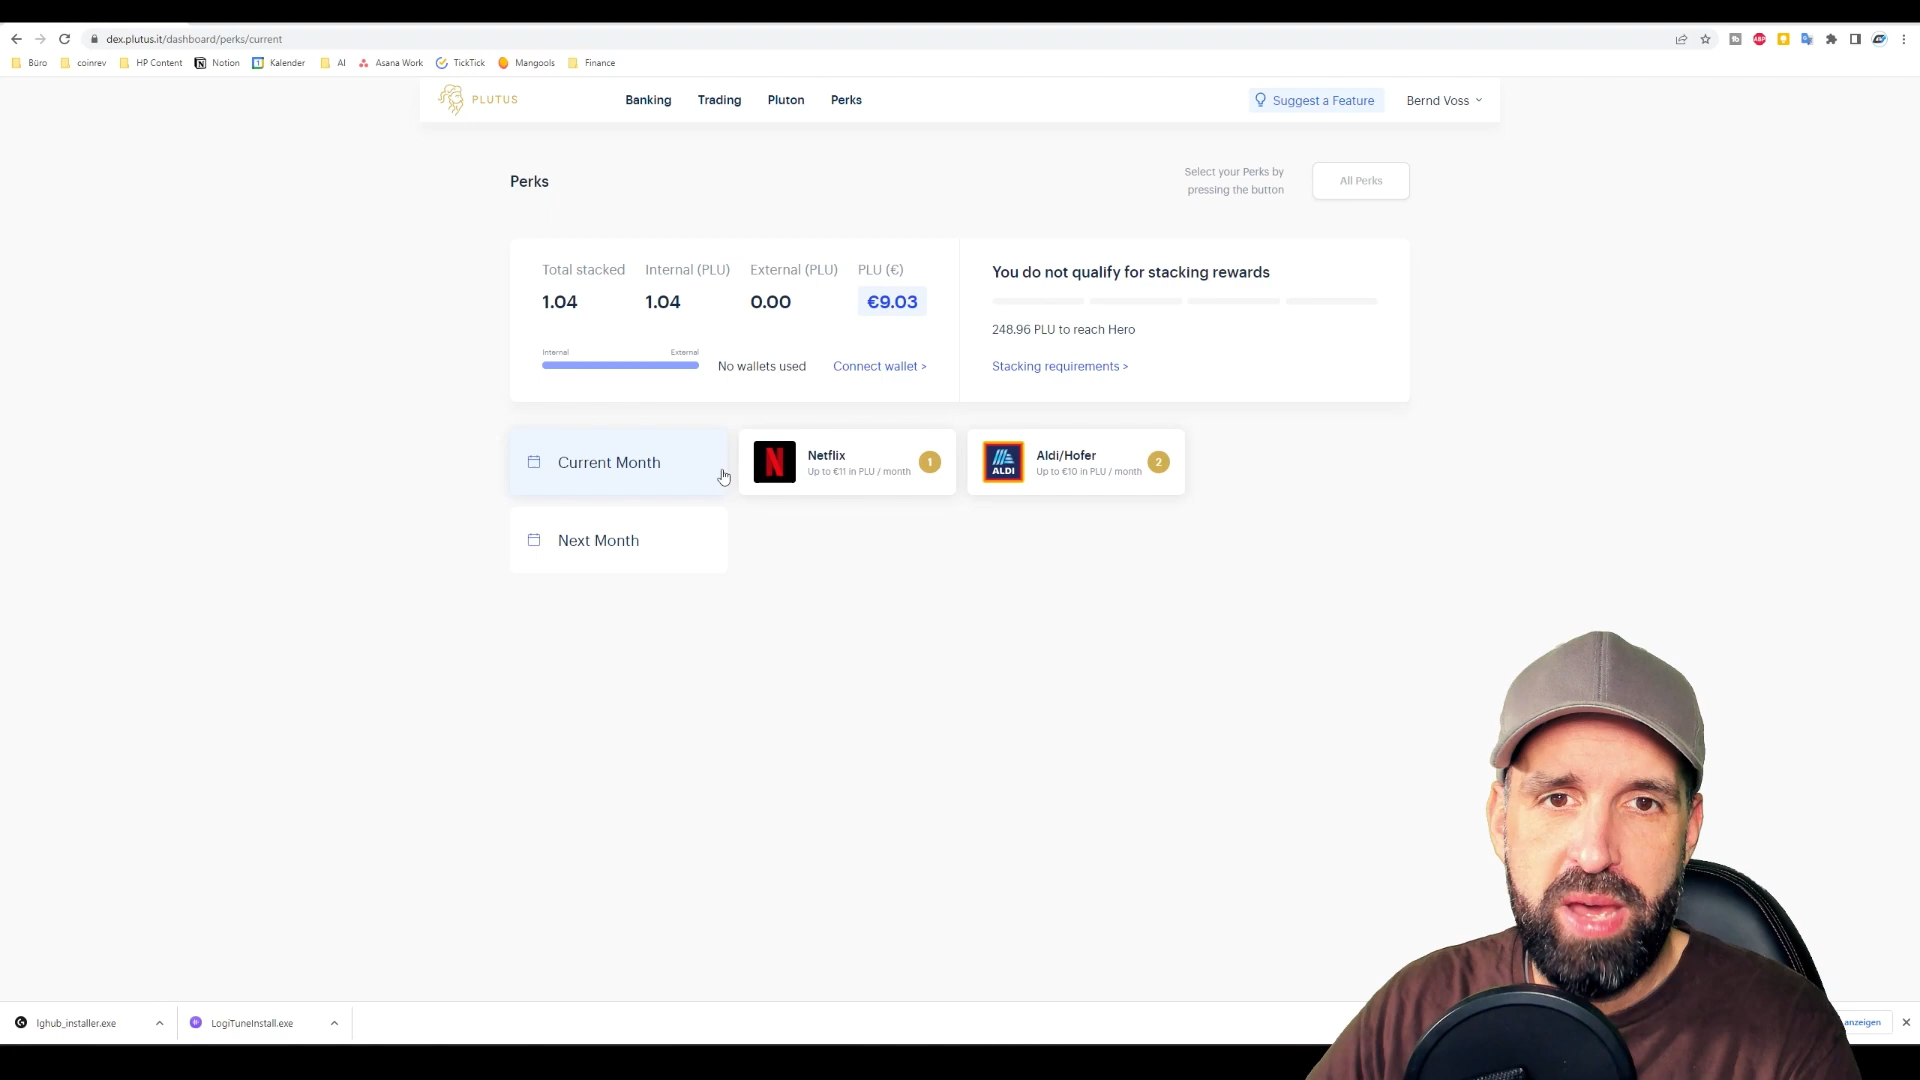 dex.plutus.it/dashboard/perks/current
Büro coinrev HP Content Notion Kalender AI Asana Work TickTick Mangools Finance
PLUTUS Banking Trading Pluton Perks Suggest a Feature Bernd Voss
Perks
Select your Perks by
pressing the button
All Perks
Total stacked Internal (PLU) External (PLU) PLU (€)
1.04 1.04 0.00 €9.03
Internal External
No wallets used Connect wallet >
You do not qualify for stacking rewards
248.96 PLU to reach Hero
Stacking requirements >
Current Month
Netflix
Up to €11 in PLU / month
1
ALDI
Aldi/Hofer
Up to €10 in PLU / month
2
Next Month
lghub_installer.exe LogiTuneInstall.exe anzeigen